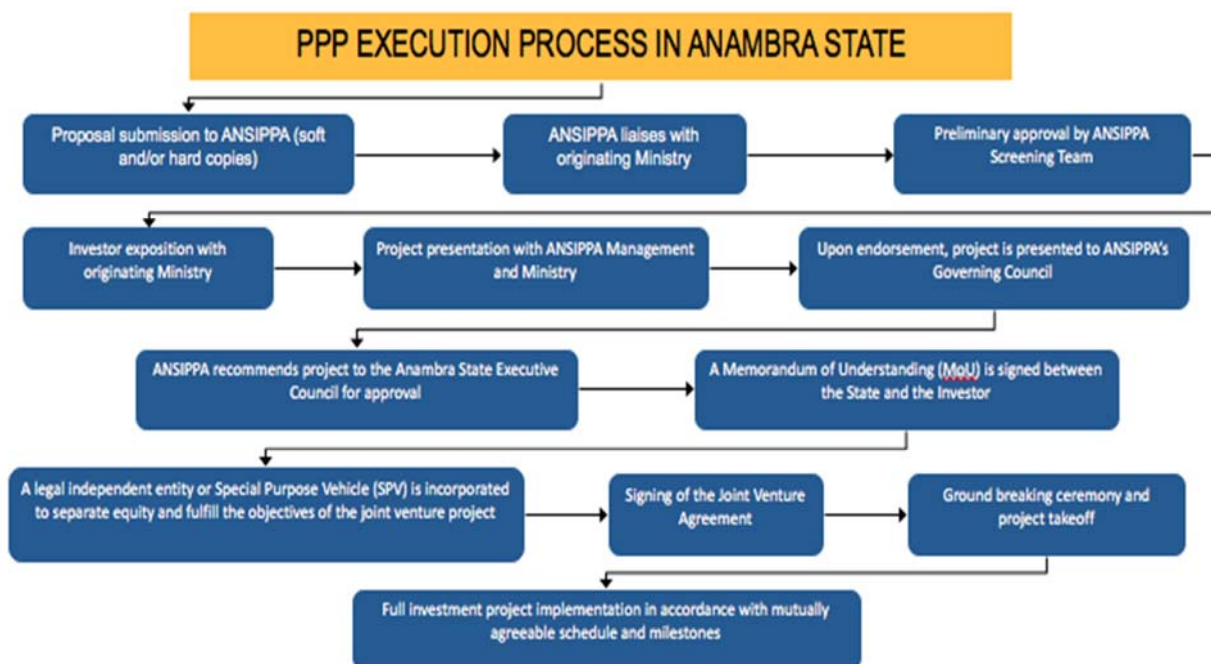 PPP EXECUTION PROCESS IN ANAMBRA STATE
Proposal submission to ANSIPPA (soft
and/or hard copies)
ANSIPPA liaises with
originating Ministry
Preliminary approval by ANSIPPA
Screening Team
Investor exposition with
originating Ministry
Project presentation with ANSIPPA Management
and Ministry
Upon endorsement, project is presented to ANSIPPA's
Governing Council
ANSIPPA recommends project to the Anambra State Executive
Council for approval
A Memorandum of Understanding (MoU) is signed between
the State and the Investor
A legal independent entity or Special Purpose Vehicle (SPV) is incorporated
to separate equity and fulfill the objectives of the joint venture project
Signing of the Joint Venture
Agreement
Ground breaking ceremony and
project takeoff
Full investment project implementation in accordance with mutually
agreeable schedule and milestones